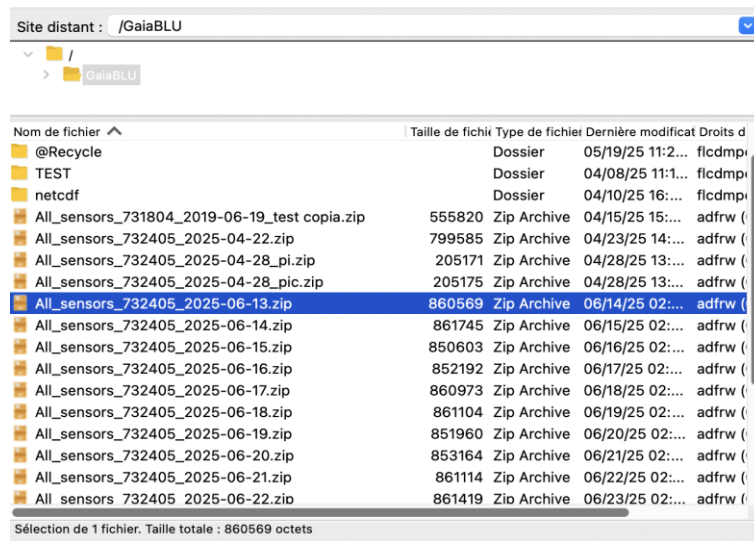 Site distant : /GaiaBLU
/
GaiaBLU
Nom de fichier Taille de fichie Type de fichier Dernière modificat Droits d
@Recycle Dossier 05/19/25 11:2... flcdmpe
TEST Dossier 04/08/25 11:1... flcdmpe
netcdf Dossier 04/10/25 16:... flcdmpe
All_sensors_731804_2019-06-19_test copia.zip 555820 Zip Archive 04/15/25 15:... adfrw (
All_sensors_732405_2025-04-22.zip 799585 Zip Archive 04/23/25 14:... adfrw (
All_sensors_732405_2025-04-28_pi.zip 205171 Zip Archive 04/28/25 13:... adfrw (
All_sensors_732405_2025-04-28_pic.zip 205175 Zip Archive 04/28/25 13:... adfrw (
All_sensors_732405_2025-06-13.zip 860569 Zip Archive 06/14/25 02:... adfrw (
All_sensors_732405_2025-06-14.zip 861745 Zip Archive 06/15/25 02:... adfrw (
All_sensors_732405_2025-06-15.zip 850603 Zip Archive 06/16/25 02:... adfrw (
All_sensors_732405_2025-06-16.zip 852192 Zip Archive 06/17/25 02:... adfrw (
All_sensors_732405_2025-06-17.zip 860973 Zip Archive 06/18/25 02:... adfrw (
All_sensors_732405_2025-06-18.zip 861104 Zip Archive 06/19/25 02:... adfrw (
All_sensors_732405_2025-06-19.zip 851960 Zip Archive 06/20/25 02:... adfrw (
All_sensors_732405_2025-06-20.zip 853164 Zip Archive 06/21/25 02:... adfrw (
All_sensors_732405_2025-06-21.zip 861114 Zip Archive 06/22/25 02:... adfrw (
All_sensors_732405_2025-06-22.zip 861419 Zip Archive 06/23/25 02:... adfrw (
Sélection de 1 fichier. Taille totale : 860569 octets